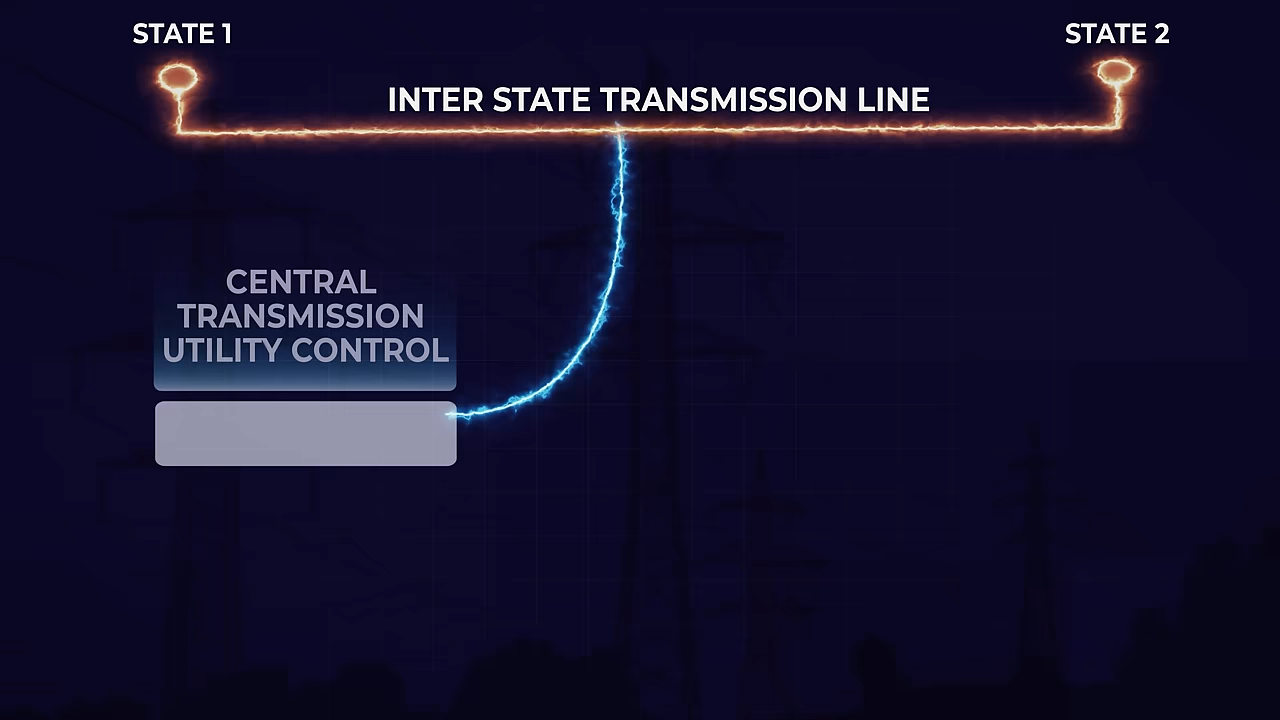 STATE 1
STATE 2
INTER STATE TRANSMISSION LINE
CENTRAL
TRANSMISSION
UTILITY CONTROL